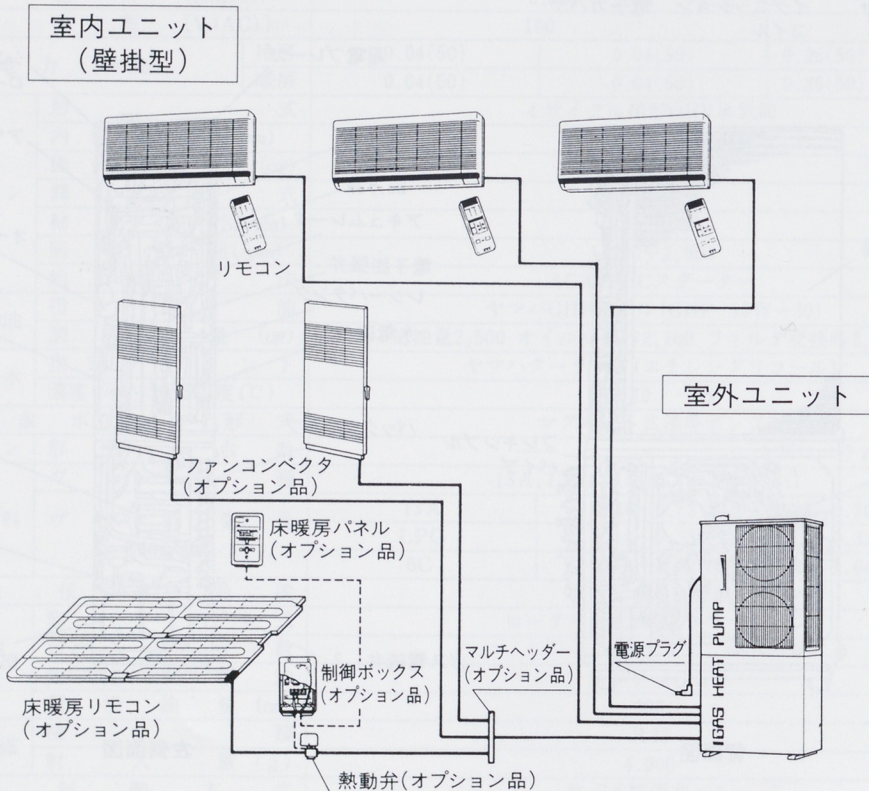 室内ユニット
(壁掛型)
リモコン
室外ユニット
ファンコンベクタ
(オプション品)
床暖房パネル
(オプション品)
GAS HEAT PUMP
電源プラグ
マルチヘッダー
(オプション品)
制御ボックス
(オプション品)
床暖房リモコン
(オプション品)
熱動弁(オプション品)